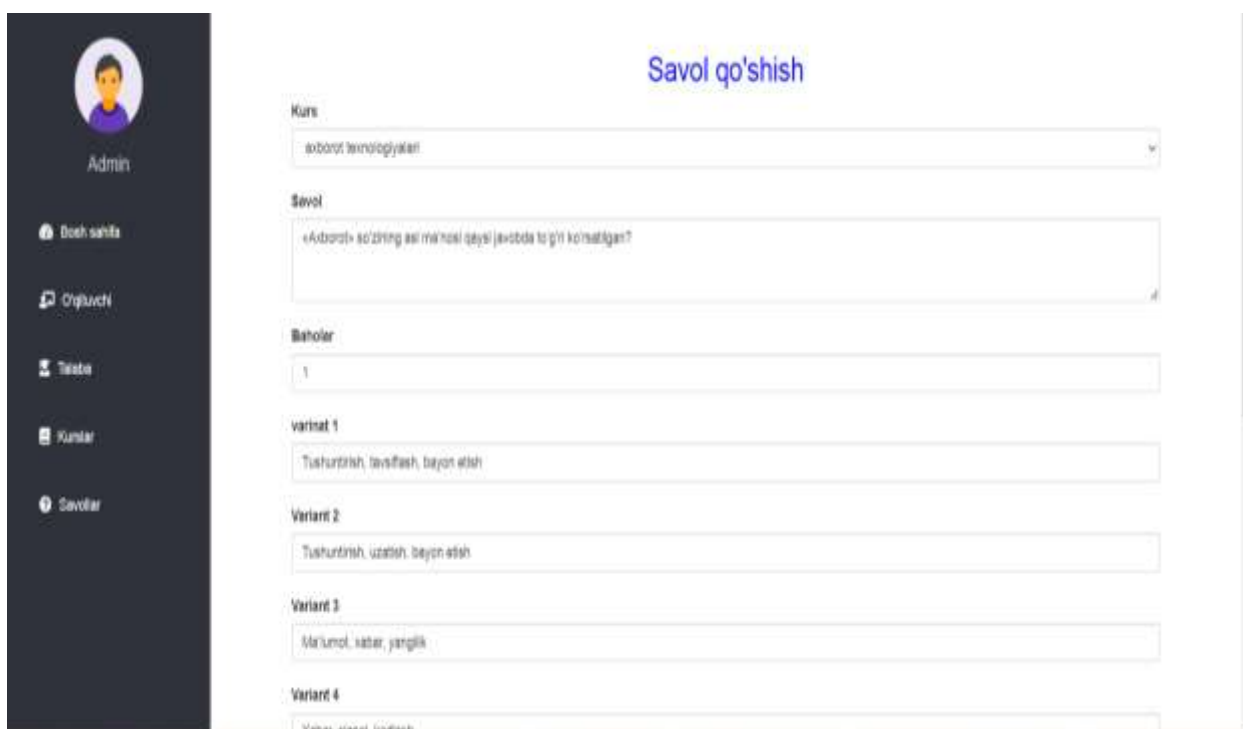 Admin
Bosh sahifa
O'qituvchi
Talaba
Kurslar
Savollar
Savol qo'shish
Kurs
axborot texnologiyalari
Savol
«Axborot» so'zining asl ma'nosi qaysi javobda to'g'ri ko'rsatilgan?
Baholar
1
varinat 1
Tushuntirish, tavsiflash, bayon etish
Variant 2
Tushuntirish, uzatish, bayon etish
Variant 3
Ma'lumot, xabar, yangilik
Variant 4